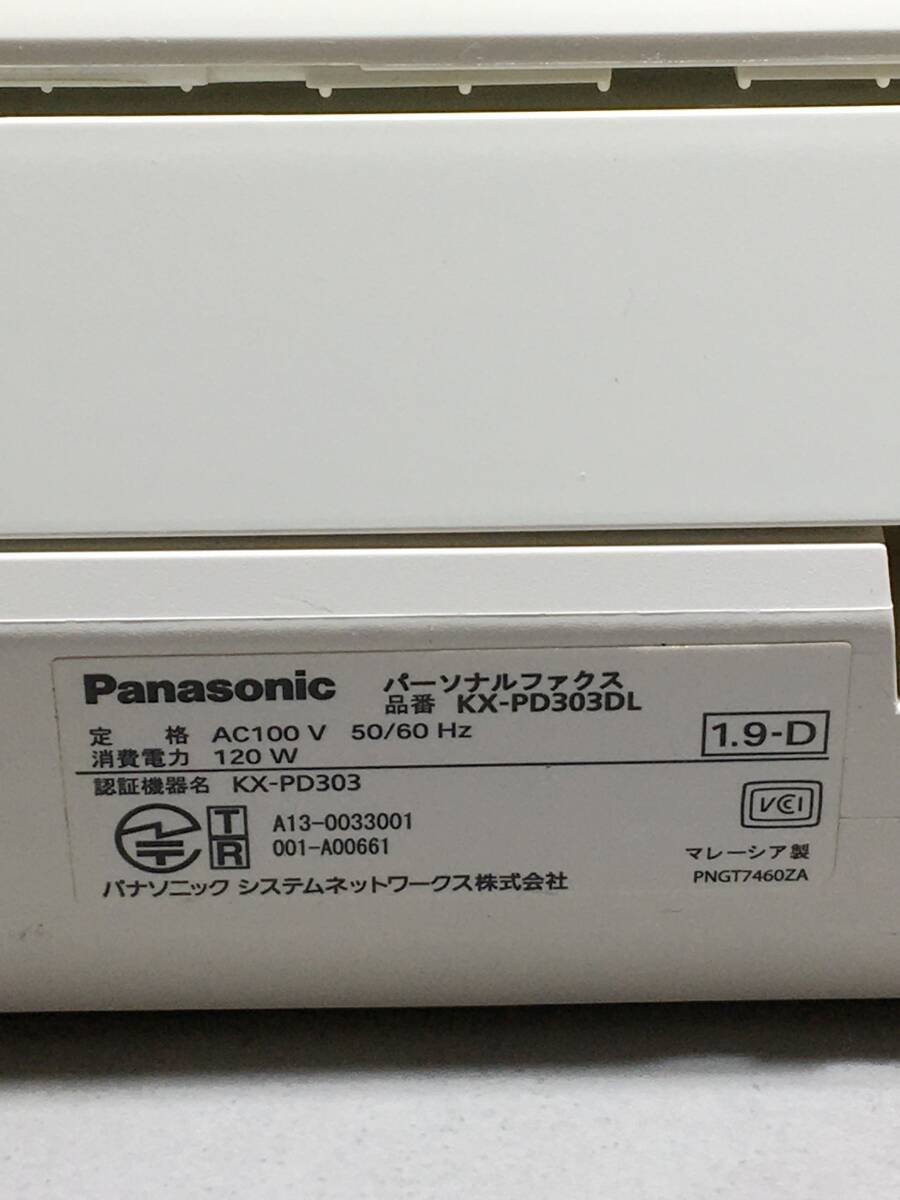 Panasonic パーソナルファクス
品番 KX-PD303DL
定 格 AC100 V 50/60 Hz
消費電力 120 W
1.9-D
認証機器名 KX-PD303
T A13-0033001
R 001-A00661
VCCI
マレーシア製
パナソニック システムネットワークス株式会社
PNGT7460ZA